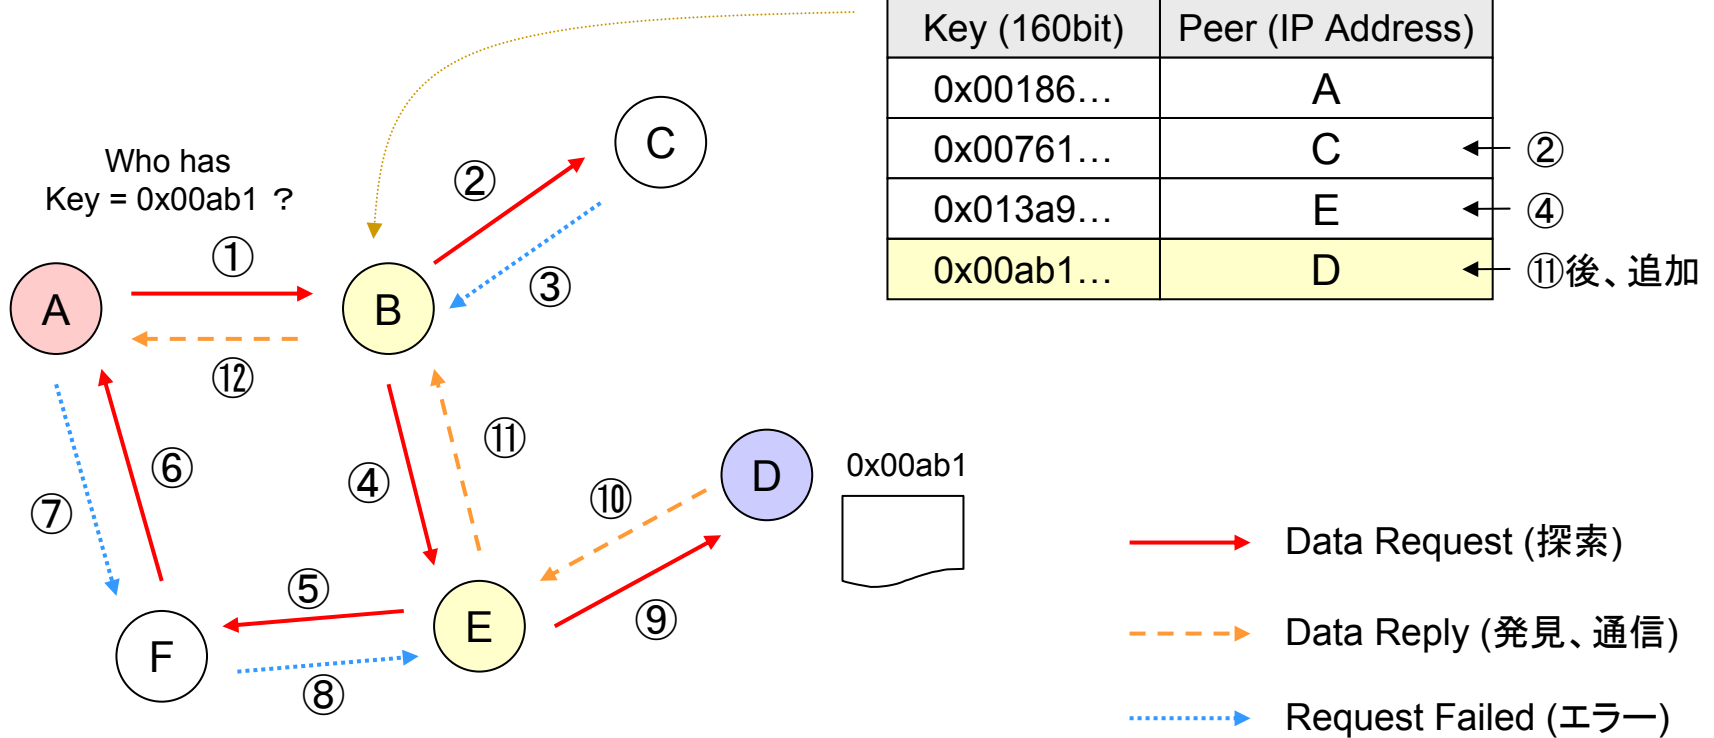 Key (160bit) Peer (IP Address)
0x00186… A
0x00761… C ②
0x013a9… E ④
0x00ab1… D ⑪後、追加
Who has
Key = 0x00ab1 ？
C
②
①
③
A
B
⑫
⑪
⑥
④
⑦
⑩
D
0x00ab1
⑤
⑨
F
E
⑧
Data Request (探索)
Data Reply (発見、通信)
Request Failed (エラー)